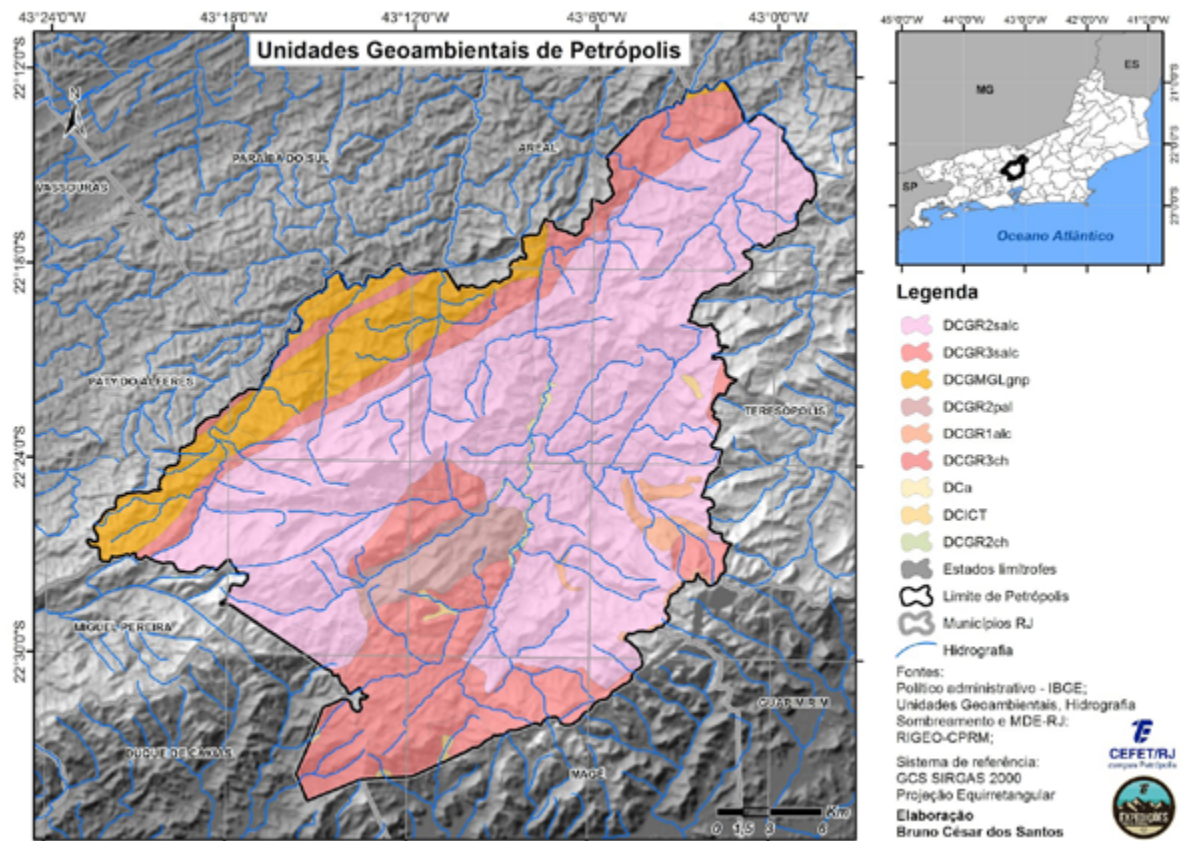 43°24'0"W 43°18'0"W 43°12'0"W 43°6'0"W 43°0'0"W
Unidades Geoambientais de Petrópolis
22°12'0"S
22°18'0"S
22°24'0"S
22°30'0"S
N
PARAÍBA DO SUL
AREAL
VASSOURAS
PATY DO ALFERES
TERESÓPOLIS
MIGUEL PEREIRA
GUAPIMIRIM
DUQUE DE CAXIAS
MAGÉ
Km
0 1,5 3 6
45°0'0"W 44°0'0"W 43°0'0"W 42°0'0"W 41°0'0"W
ES
MG
SP
21°0'0"S
22°0'0"S
23°0'0"S
Oceano Atlântico
Legenda
DCGR2salc
DCGR3salc
DCGMGLgnp
DCGR2pal
DCGR1alc
DCGR3ch
DCa
DCICT
DCGR2ch
Estados limítrofes
Limite de Petrópolis
Municípios RJ
Hidrografia
Fontes:
Político administrativo - IBGE;
Unidades Geoambientais, Hidrografia
Sombreamento e MDE-RJ:
RIGEO-CPRM;
Sistema de referência:
GCS SIRGAS 2000
Projeção Equirretangular
Elaboração
Bruno César dos Santos
CEFET/RJ
campus Petrópolis
EXPEDIÇÕES